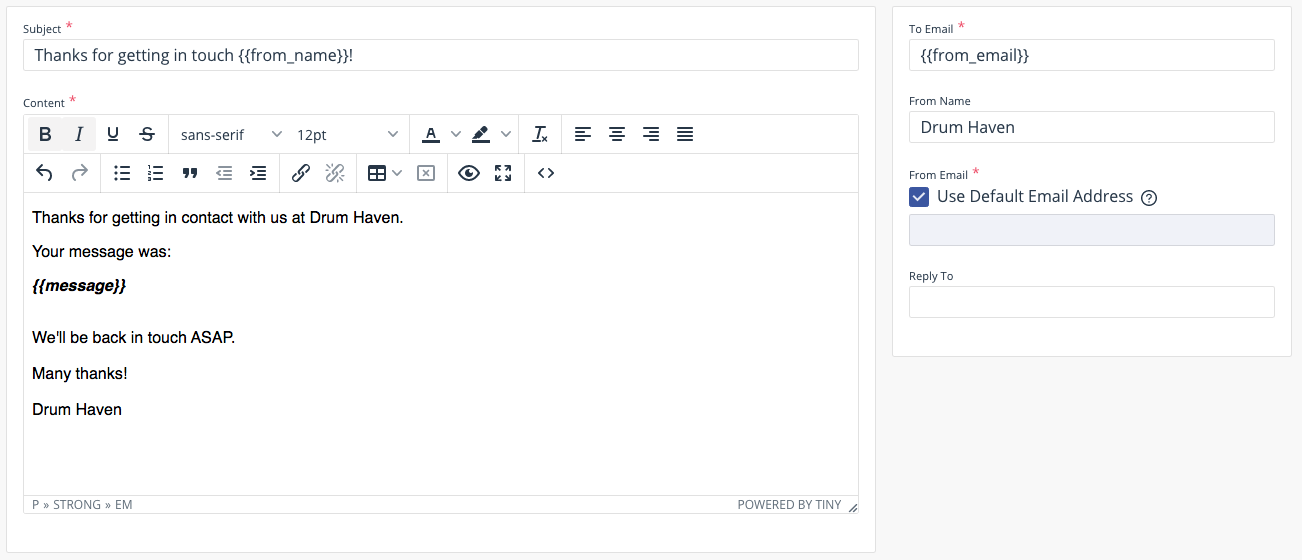 Subject *
Thanks for getting in touch {{from_name}}!
Content *
B I U S sans-serif 12pt A
Thanks for getting in contact with us at Drum Haven.
Your message was:
{{message}}
We'll be back in touch ASAP.
Many thanks!
Drum Haven
P » STRONG » EM POWERED BY TINY
To Email *
{{from_email}}
From Name
Drum Haven
From Email *
Use Default Email Address
Reply To